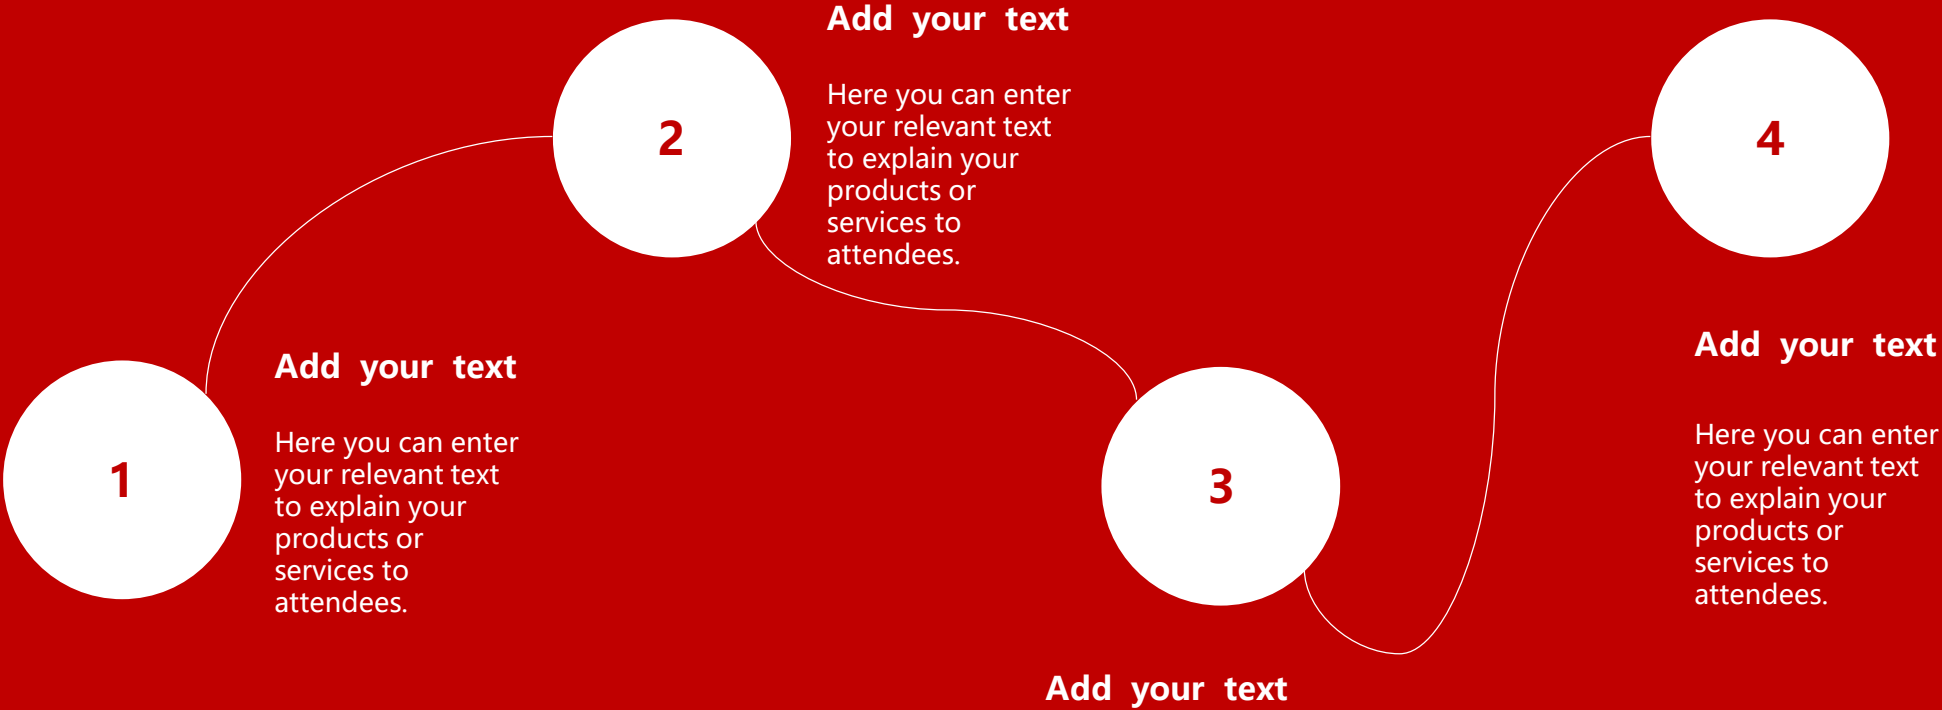 1
Add your text
Here you can enter
your relevant text
to explain your
products or
services to
attendees.
2
Add your text
Here you can enter
your relevant text
to explain your
products or
services to
attendees.
3
Add your text
4
Add your text
Here you can enter
your relevant text
to explain your
products or
services to
attendees.